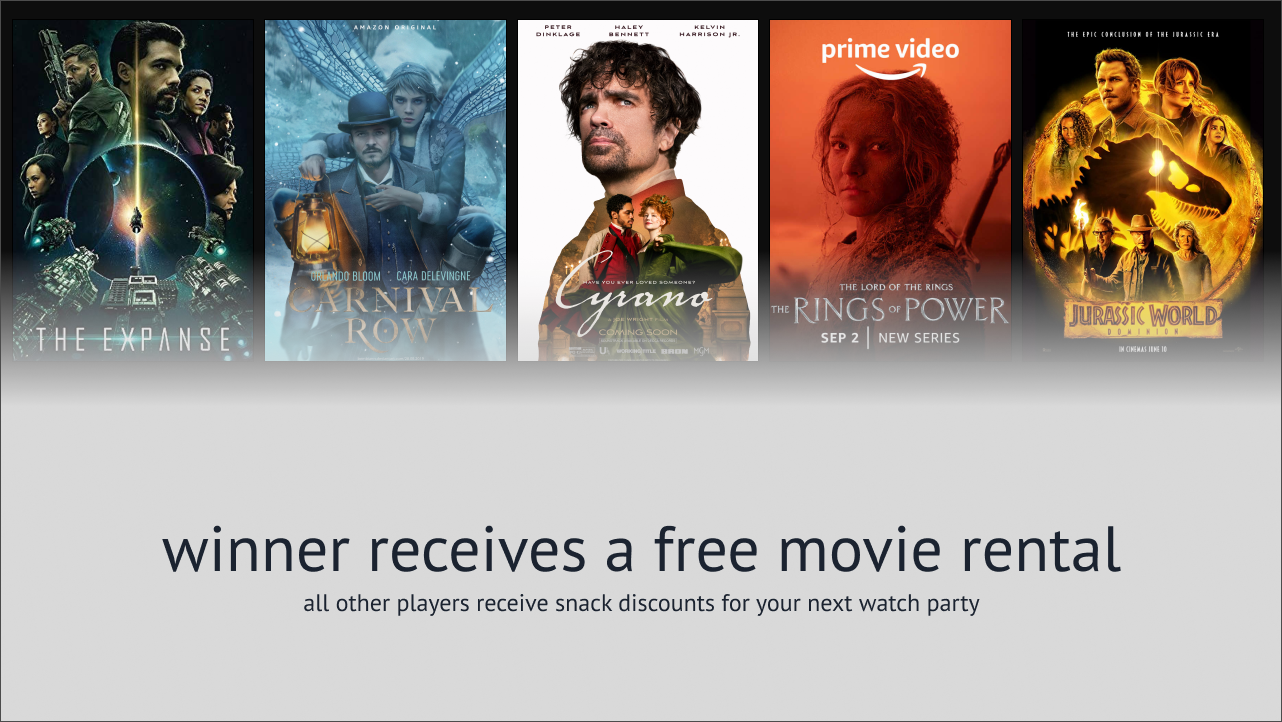 THE EXPANSE
AMAZON ORIGINAL
ORLANDO BLOOM CARA DELEVINGNE
CARNIVAL
ROW
PETER DINKLAGE
HALEY BENNETT
KELVIN HARRISON JR.
HAVE YOU EVER LOVED SOMEONE?
Cyrano
A JOE WRIGHT FILM
COMING SOON
prime video
THE LORD OF THE RINGS
THE RINGS OF POWER
SEP 2 | NEW SERIES
THE EPIC CONCLUSION OF THE JURASSIC ERA
JURASSIC WORLD
DOMINION
IN CINEMAS JUNE 10
winner receives a free movie rental
all other players receive snack discounts for your next watch party